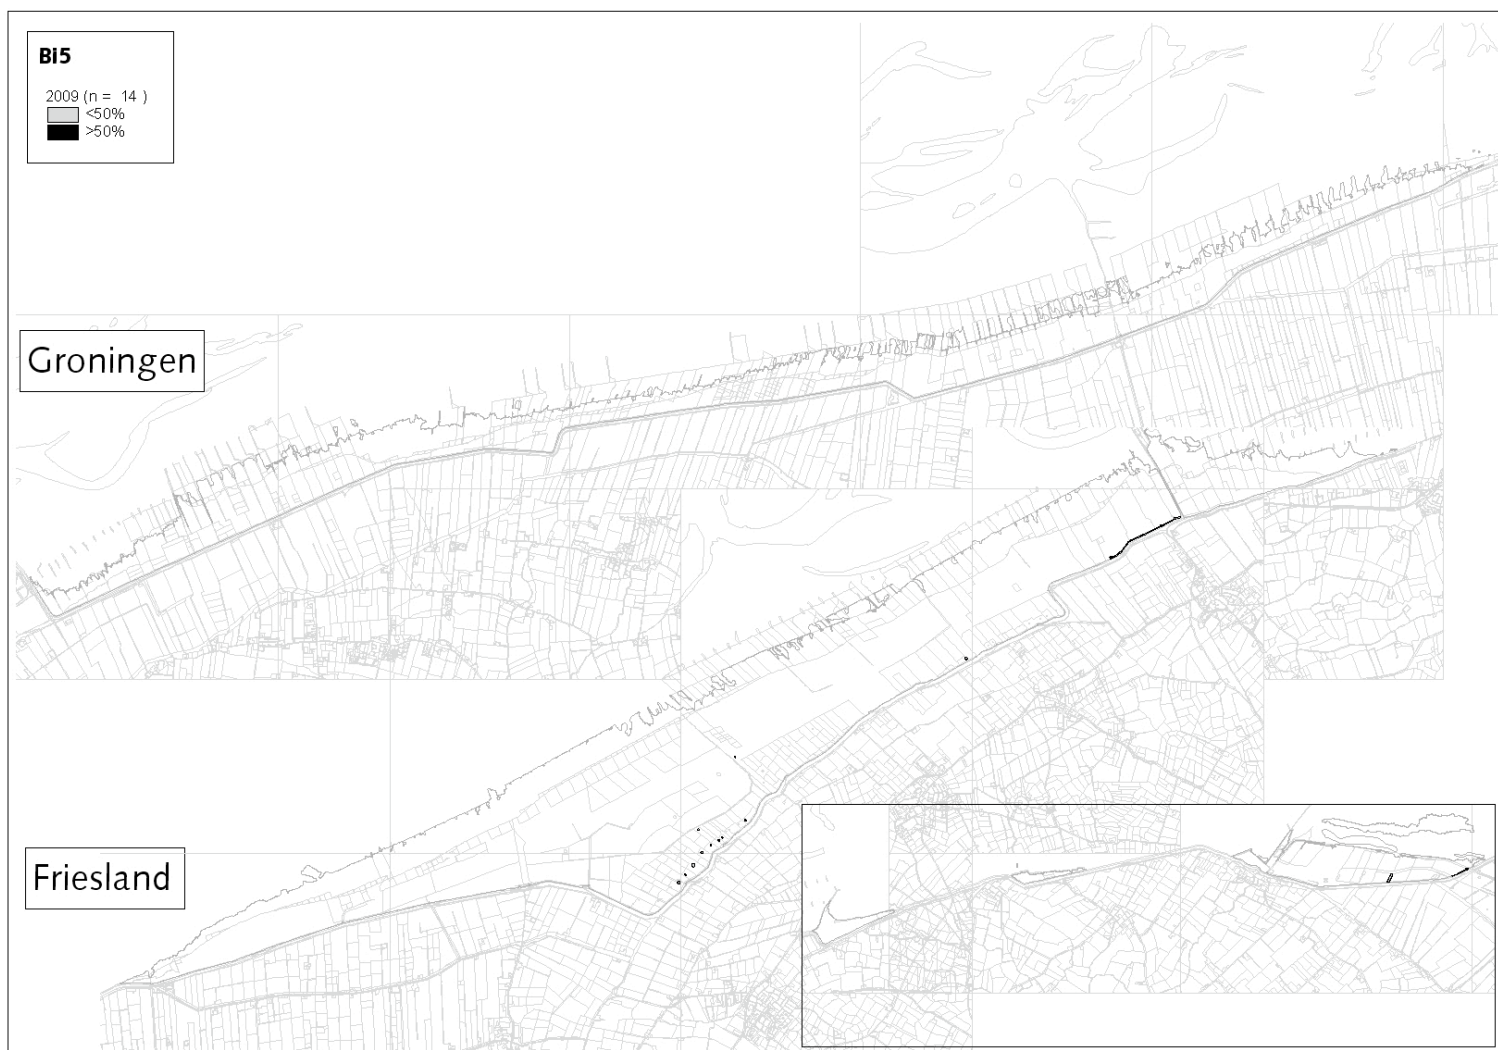 Bi5
2009 (n = 14 )
<50%
>50%
Groningen
Friesland